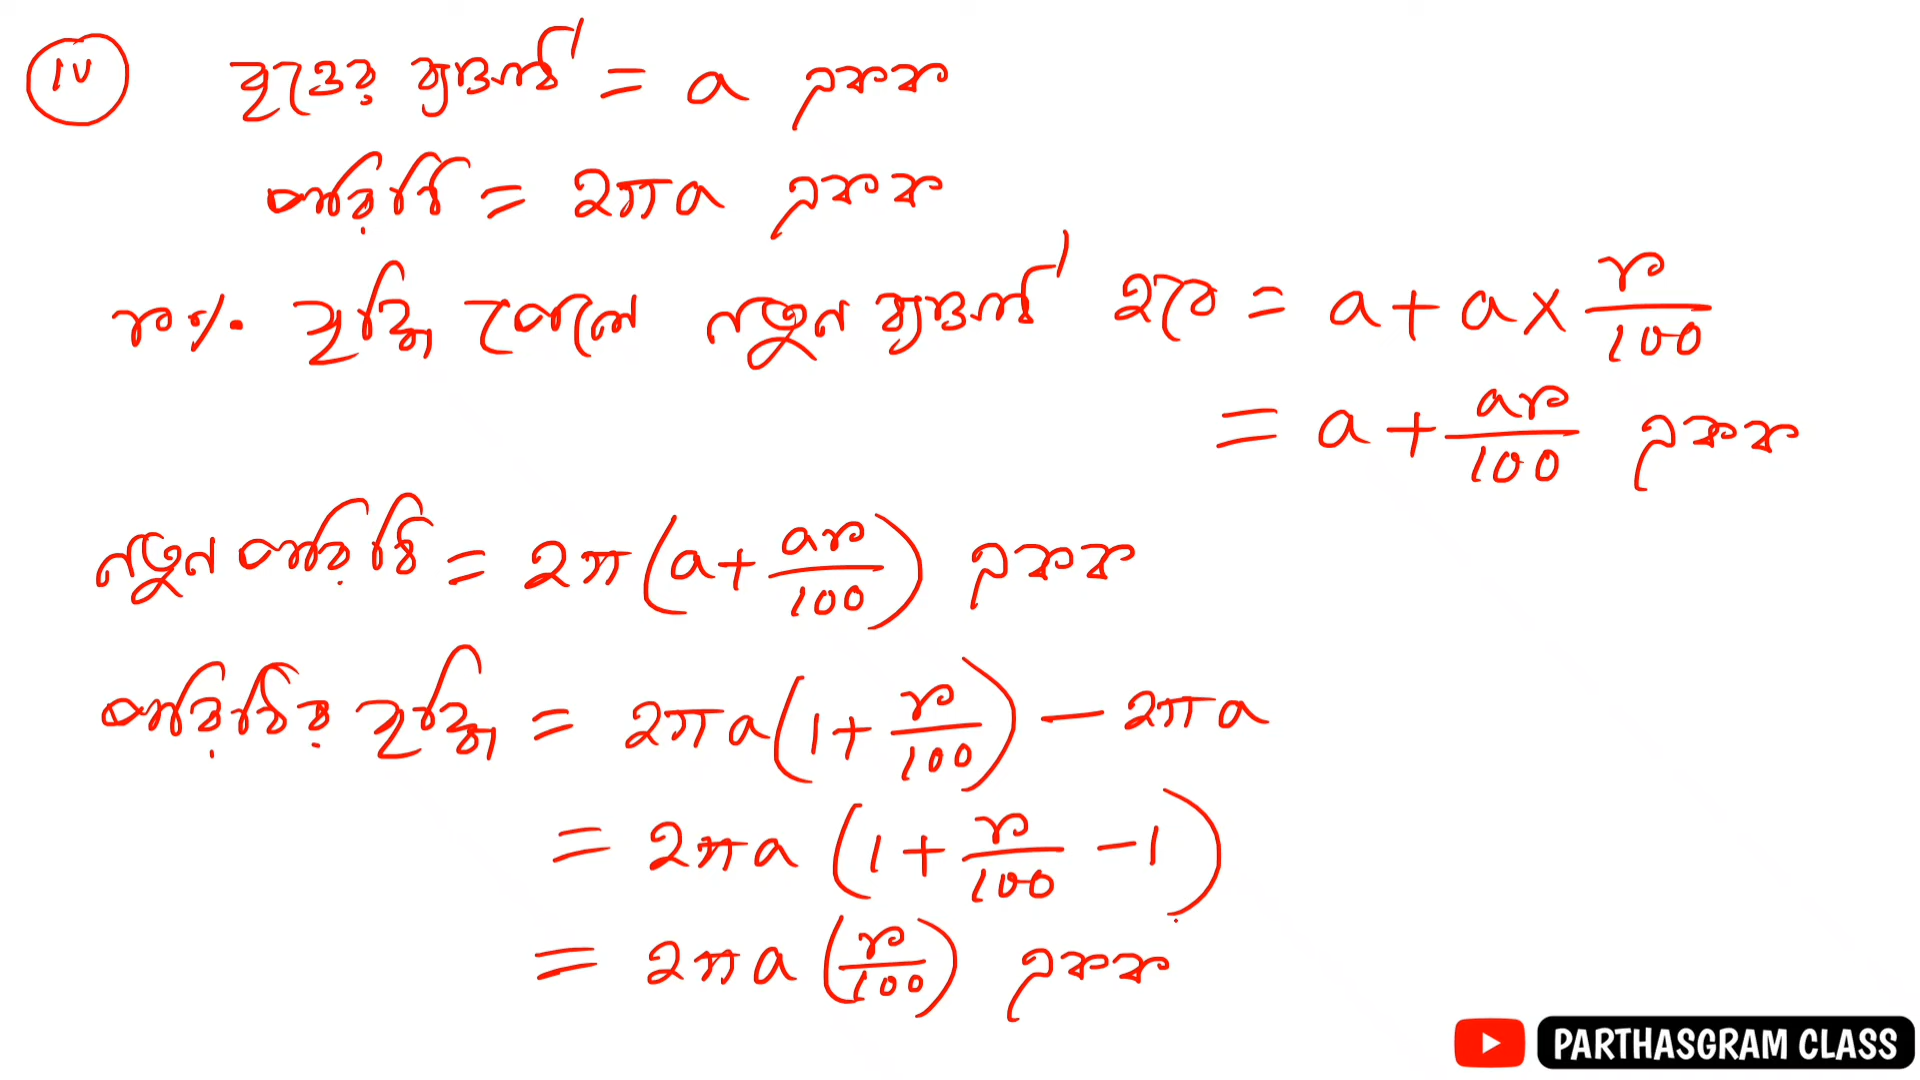 (iv) বৃত্তের ব্যাসার্ধ = a একক
পরিধি = 2πa একক
r% বৃদ্ধি পেলে নতুন ব্যাসার্ধ হবে = a + a × r/100
= a + ar/100 একক
নতুন পরিধি = 2π(a + ar/100) একক
পরিধির বৃদ্ধি = 2πa(1 + r/100) − 2πa
= 2πa (1 + r/100 − 1)
= 2πa (r/100) একক
PARTHASGRAM CLASS